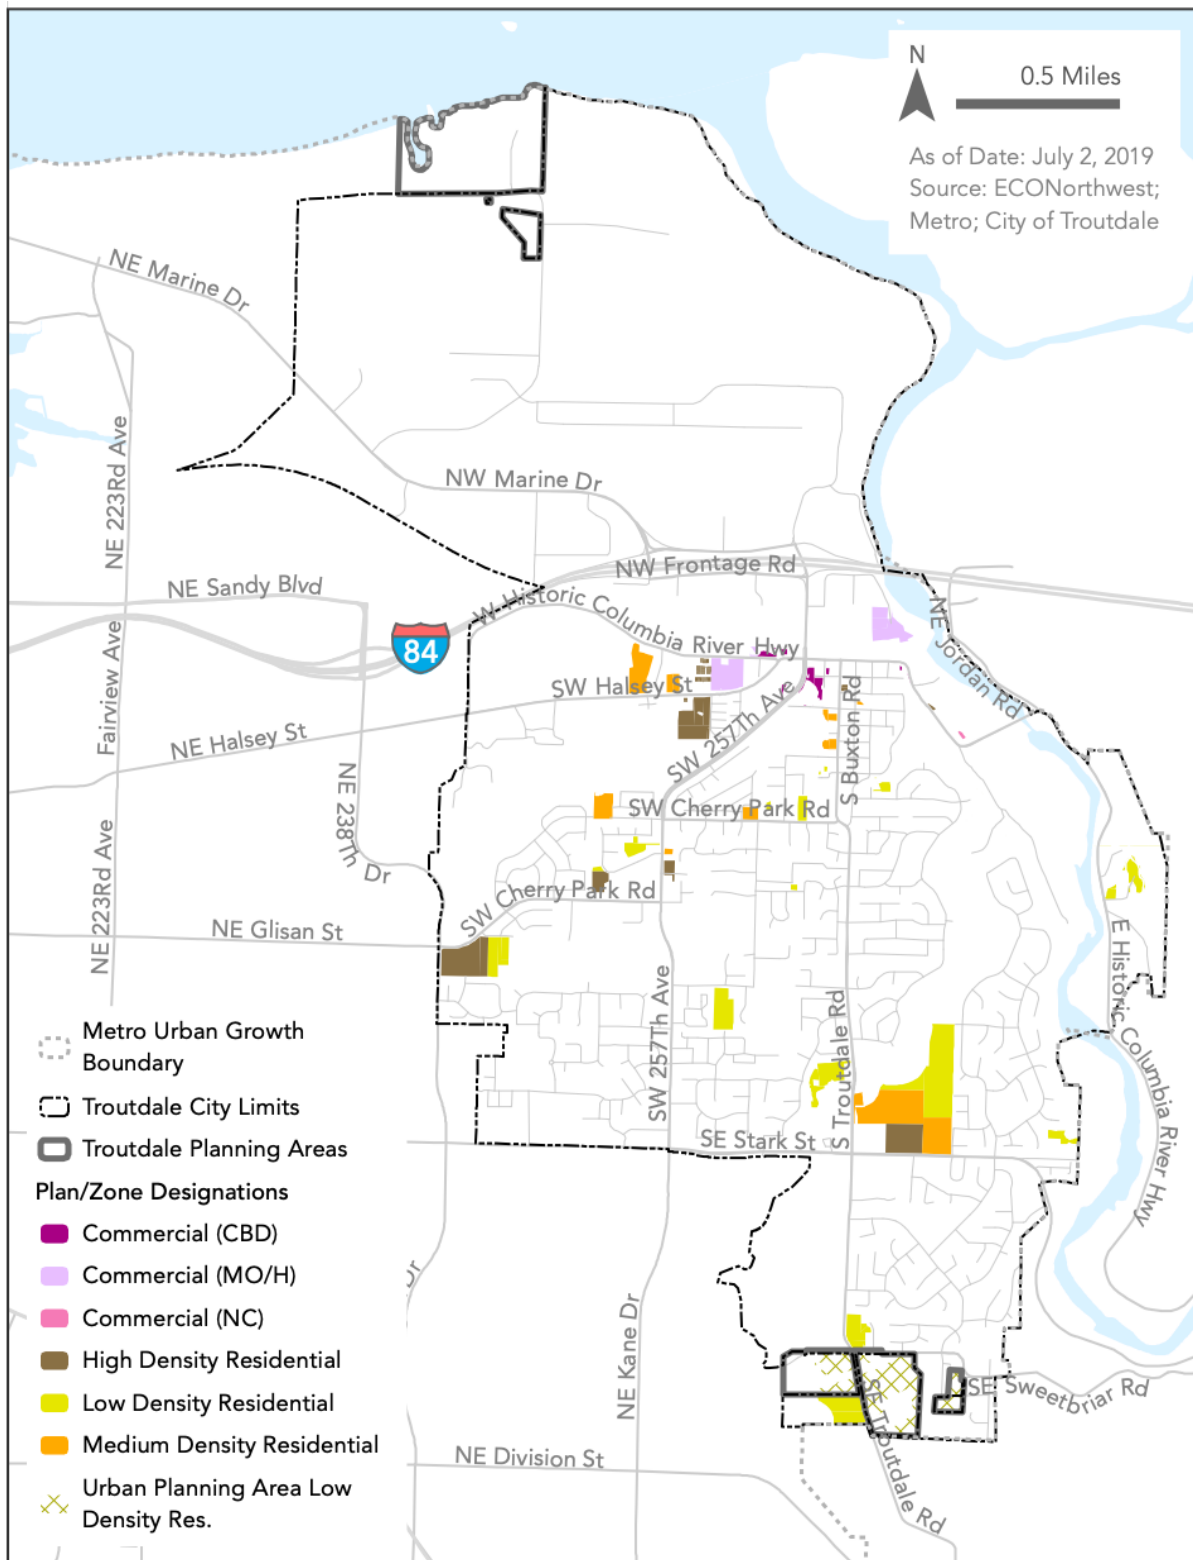 N
0.5 Miles
As of Date: July 2, 2019
Source: ECONorthwest;
Metro; City of Troutdale
NE Marine Dr
NE 223Rd Ave
NW Marine Dr
NW Frontage Rd
NE Sandy Blvd
W Historic Columbia River Hwy
NE Jordan Rd
84
Fairview Ave
SW Halsey St
NE Halsey St
SW 257Th Ave
S Buxton Rd
NE 238Th Dr
SW Cherry Park Rd
NE 223Rd Ave
SW Cherry Park Rd
NE Glisan St
E Historic Columbia River Hwy
SW 257Th Ave
S Troutdale Rd
SE Stark St
Metro Urban Growth
Boundary
Troutdale City Limits
Troutdale Planning Areas
Plan/Zone Designations
Commercial (CBD)
Commercial (MO/H)
Commercial (NC)
High Density Residential
Low Density Residential
Medium Density Residential
Urban Planning Area Low
Density Res.
Dr
NE Kane Dr
SE Sweetbriar Rd
SE Troutdale Rd
NE Division St